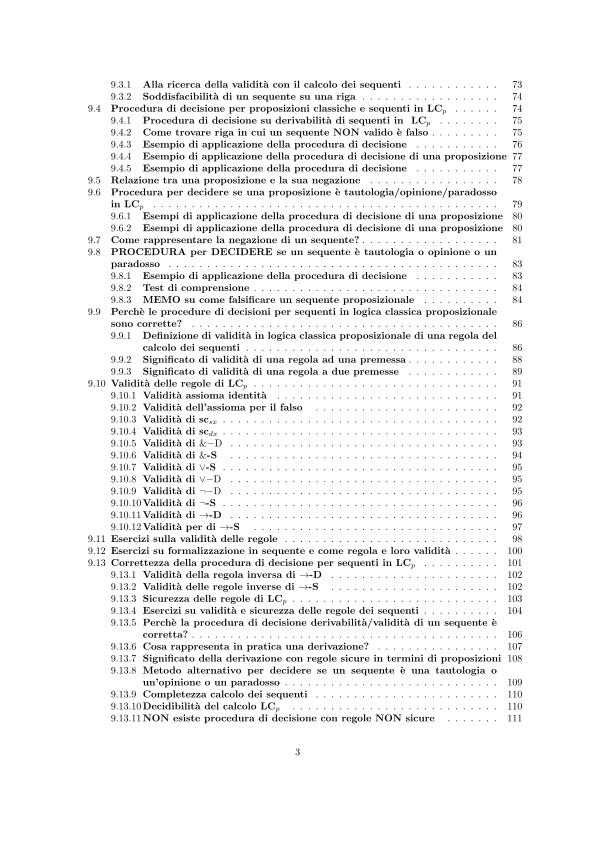 9.3.1 Alla ricerca della validità con il calcolo dei sequenti . . . . . . . . . . . . 73
9.3.2 Soddisfacibilità di un sequente su una riga . . . . . . . . . . . . . . . . . . 74
9.4 Procedura di decisione per proposizioni classiche e sequenti in LCp . . . . . . 74
9.4.1 Procedura di decisione su derivabilità di sequenti in LCp . . . . . . . . 75
9.4.2 Come trovare riga in cui un sequente NON valido è falso . . . . . . . . . 75
9.4.3 Esempio di applicazione della procedura di decisione . . . . . . . . . . . 76
9.4.4 Esempio di applicazione della procedura di decisione di una proposizione 77
9.4.5 Esempio di applicazione della procedura di decisione . . . . . . . . . . . 77
9.5 Relazione tra una proposizione e la sua negazione . . . . . . . . . . . . . . . . . 78
9.6 Procedura per decidere se una proposizione è tautologia/opinione/paradosso
in LCp . . . . . . . . . . . . . . . . . . . . . . . . . . . . . . . . . . . . . . . . . . . . . 79
9.6.1 Esempi di applicazione della procedura di decisione di una proposizione 80
9.6.2 Esempi di applicazione della procedura di decisione di una proposizione 80
9.7 Come rappresentare la negazione di un sequente? . . . . . . . . . . . . . . . . . . 81
9.8 PROCEDURA per DECIDERE se un sequente è tautologia o opinione o un
paradosso . . . . . . . . . . . . . . . . . . . . . . . . . . . . . . . . . . . . . . . . . . . 83
9.8.1 Esempio di applicazione della procedura di decisione . . . . . . . . . . . 83
9.8.2 Test di comprensione . . . . . . . . . . . . . . . . . . . . . . . . . . . . . . . . 84
9.8.3 MEMO su come falsificare un sequente proposizionale . . . . . . . . . . 84
9.9 Perchè le procedure di decisioni per sequenti in logica classica proposizionale
sono corrette? . . . . . . . . . . . . . . . . . . . . . . . . . . . . . . . . . . . . . . . . 86
9.9.1 Definizione di validità in logica classica proposizionale di una regola del
calcolo dei sequenti . . . . . . . . . . . . . . . . . . . . . . . . . . . . . . . . . 86
9.9.2 Significato di validità di una regola ad una premessa . . . . . . . . . . . . 88
9.9.3 Significato di validità di una regola a due premesse . . . . . . . . . . . . 89
9.10 Validità delle regole di LCp . . . . . . . . . . . . . . . . . . . . . . . . . . . . . . . . 91
9.10.1 Validità assioma identità . . . . . . . . . . . . . . . . . . . . . . . . . . . . . 91
9.10.2 Validità dell'assioma per il falso . . . . . . . . . . . . . . . . . . . . . . . . 92
9.10.3 Validità di scsx . . . . . . . . . . . . . . . . . . . . . . . . . . . . . . . . . . . . 92
9.10.4 Validità di scdx . . . . . . . . . . . . . . . . . . . . . . . . . . . . . . . . . . . . 93
9.10.5 Validità di &−D . . . . . . . . . . . . . . . . . . . . . . . . . . . . . . . . . . . 93
9.10.6 Validità di &-S . . . . . . . . . . . . . . . . . . . . . . . . . . . . . . . . . . . . 94
9.10.7 Validità di ∨-S . . . . . . . . . . . . . . . . . . . . . . . . . . . . . . . . . . . . 95
9.10.8 Validità di ∨−D . . . . . . . . . . . . . . . . . . . . . . . . . . . . . . . . . . . 95
9.10.9 Validità di ¬−D . . . . . . . . . . . . . . . . . . . . . . . . . . . . . . . . . . . 95
9.10.10 Validità di ¬-S . . . . . . . . . . . . . . . . . . . . . . . . . . . . . . . . . . . . 96
9.10.11 Validità di →-D . . . . . . . . . . . . . . . . . . . . . . . . . . . . . . . . . . . 96
9.10.12 Validità per di →-S . . . . . . . . . . . . . . . . . . . . . . . . . . . . . . . . 97
9.11 Esercizi sulla validità delle regole . . . . . . . . . . . . . . . . . . . . . . . . . . . . 98
9.12 Esercizi su formalizzazione in sequente e come regola e loro validità . . . . . . 100
9.13 Correttezza della procedura di decisione per sequenti in LCp . . . . . . . . . . 101
9.13.1 Validità della regola inversa di →-D . . . . . . . . . . . . . . . . . . . . . . 102
9.13.2 Validità delle regole inverse di →-S . . . . . . . . . . . . . . . . . . . . . . 102
9.13.3 Sicurezza delle regole di LCp . . . . . . . . . . . . . . . . . . . . . . . . . . . 103
9.13.4 Esercizi su validità e sicurezza delle regole dei sequenti . . . . . . . . . . 104
9.13.5 Perchè la procedura di decisione derivabilità/validità di un sequente è
corretta? . . . . . . . . . . . . . . . . . . . . . . . . . . . . . . . . . . . . . . . . 106
9.13.6 Cosa rappresenta in pratica una derivazione? . . . . . . . . . . . . . . . . 107
9.13.7 Significato della derivazione con regole sicure in termini di proposizioni 108
9.13.8 Metodo alternativo per decidere se un sequente è una tautologia o
un'opinione o un paradosso . . . . . . . . . . . . . . . . . . . . . . . . . . . . 109
9.13.9 Completezza calcolo dei sequenti . . . . . . . . . . . . . . . . . . . . . . . . 110
9.13.10 Decidibilità del calcolo LCp . . . . . . . . . . . . . . . . . . . . . . . . . . . 110
9.13.11 NON esiste procedura di decisione con regole NON sicure . . . . . . . 111
3